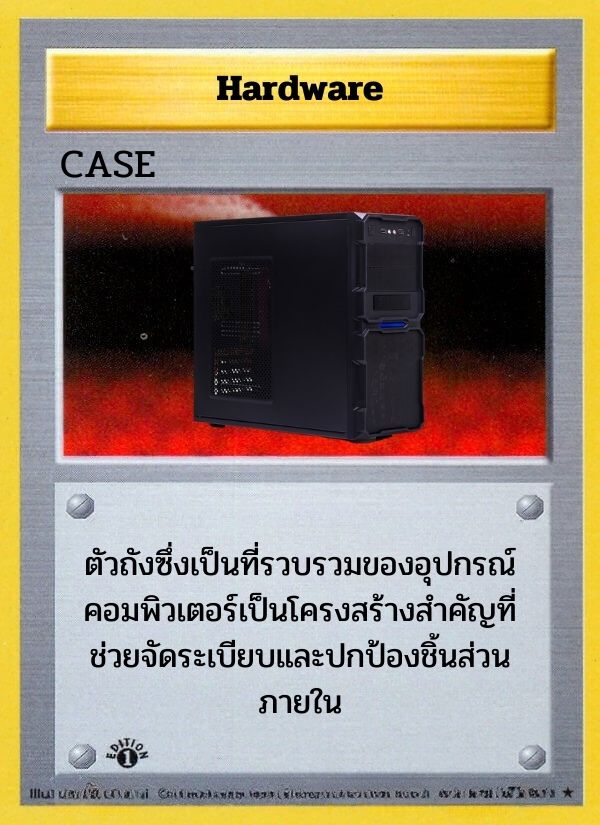 Hardware
CASE
ตัวถังซึ่งเป็นที่รวบรวมของอุปกรณ์
คอมพิวเตอร์เป็นโครงสร้างสำคัญที่
ช่วยจัดระเบียบและปกป้องชิ้นส่วน
ภายใน
EDITION
1